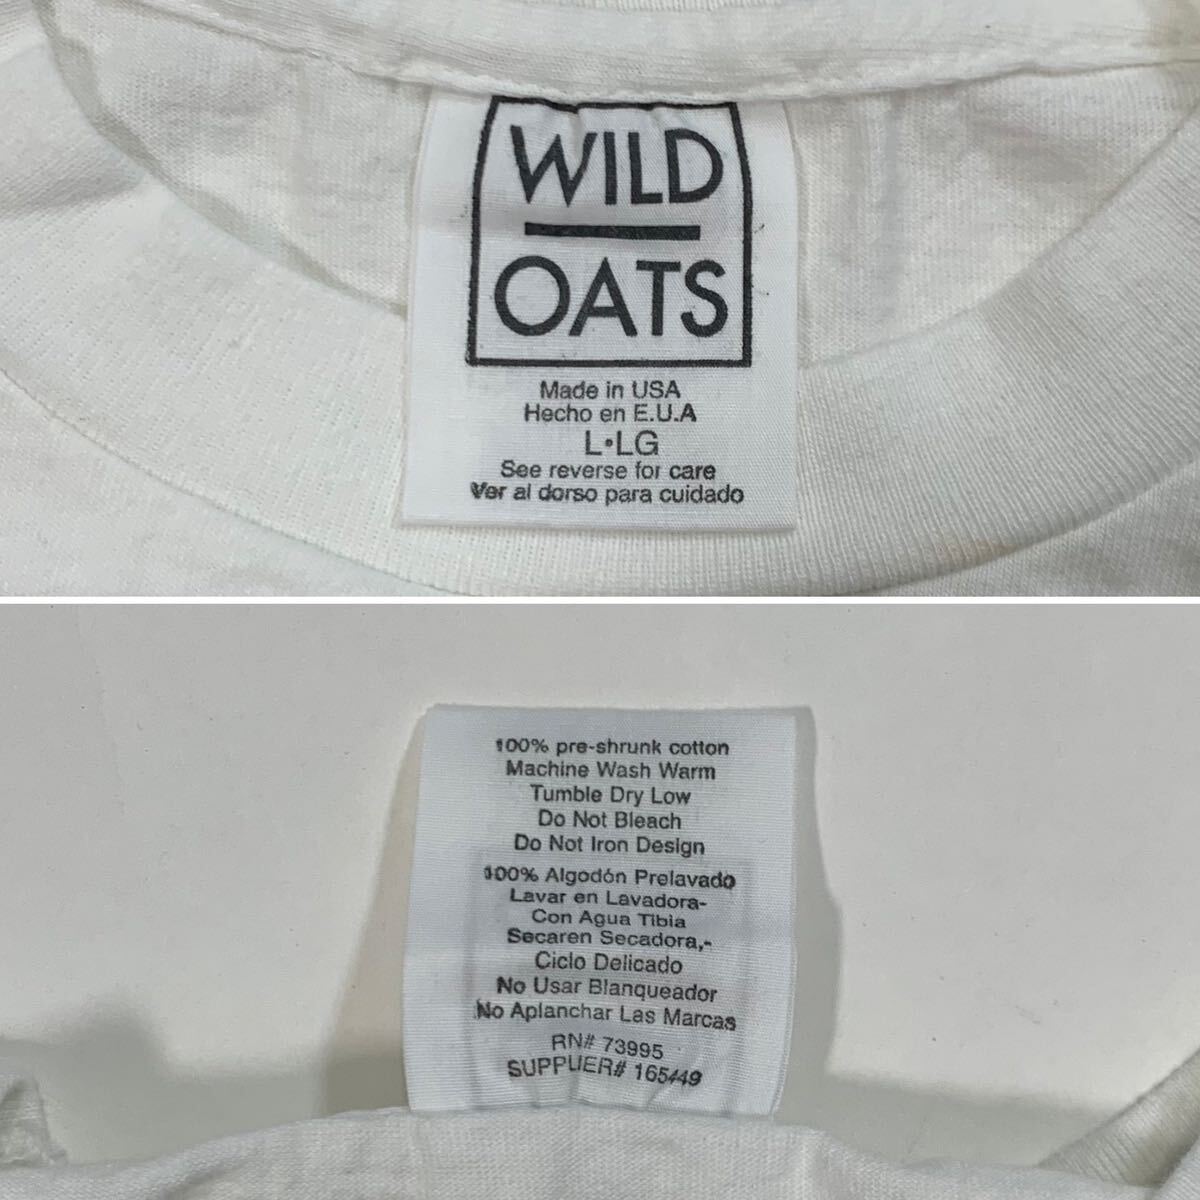 WILD
OATS
Made in USA
Hecho en E.U.A
L•LG
See reverse for care
Ver al dorso para cuidado
100% pre-shrunk cotton
Machine Wash Warm
Tumble Dry Low
Do Not Bleach
Do Not Iron Design
100% Algodón Prelavado
Lavar en Lavadora-
Con Agua Tibia
Secaren Secadora,-
Ciclo Delicado
No Usar Blanqueador
No Aplanchar Las Marcas
RN# 73995
SUPPLIER# 165449